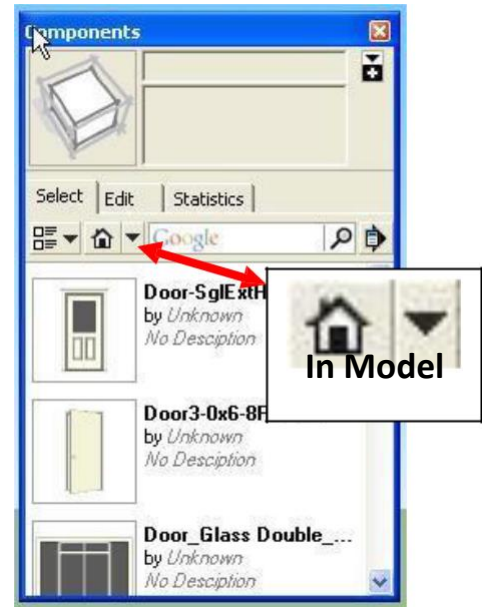 Components
Select Edit Statistics
Google
Door-SglExtH
by Unknown
No Desciption
In Model
Door3-0x6-8F
by Unknown
No Desciption
Door_Glass Double_...
by Unknown
No Desciption